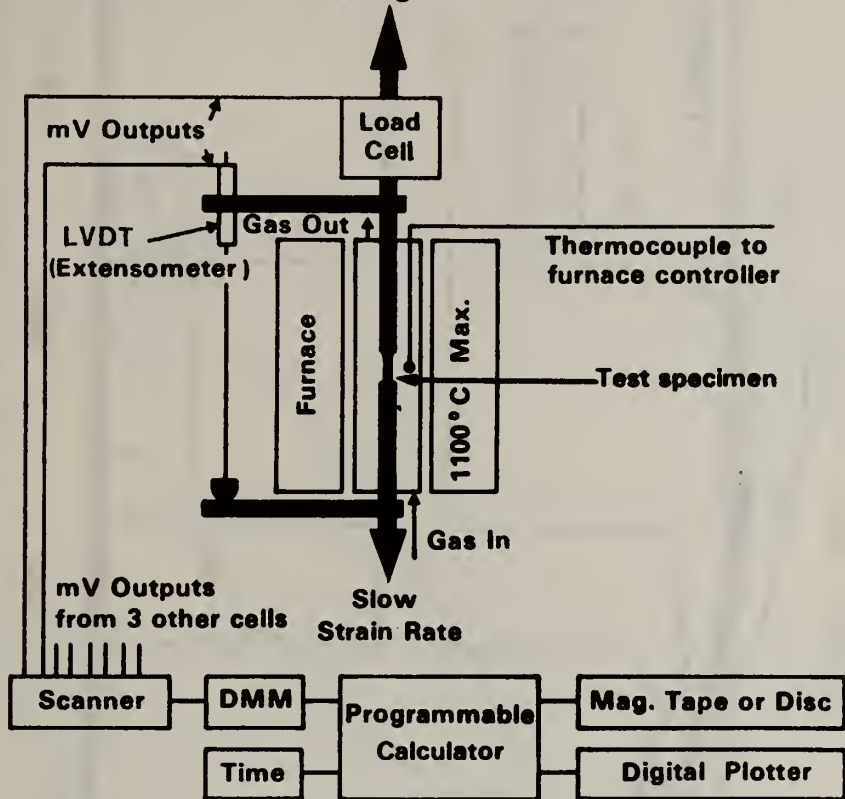 mV Outputs
Load
Cell
Gas Out
LVDT
(Extensometer)
Thermocouple to
furnace controller
Furnace
1100°C Max.
Test specimen
Gas In
Slow
Strain Rate
mV Outputs
from 3 other cells
Scanner
DMM
Programmable
Calculator
Mag. Tape or Disc
Time
Digital Plotter